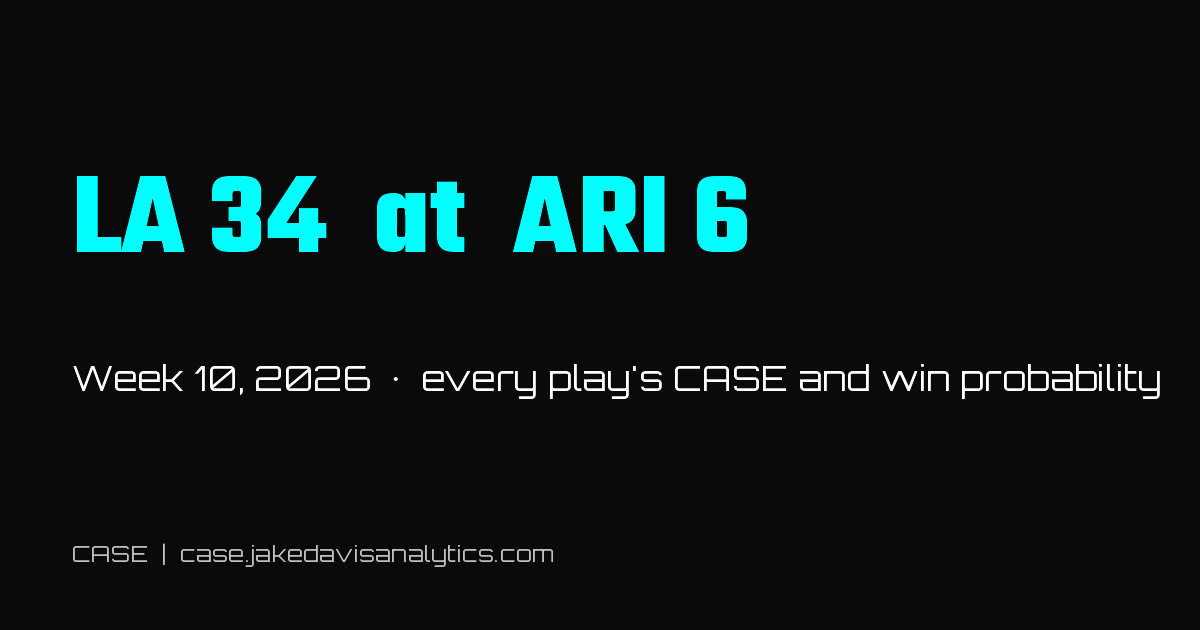 LA 34 at ARI 6
Week 10, 2026 · every play's CASE and win probability
CASE | case.jakedavisanalytics.com